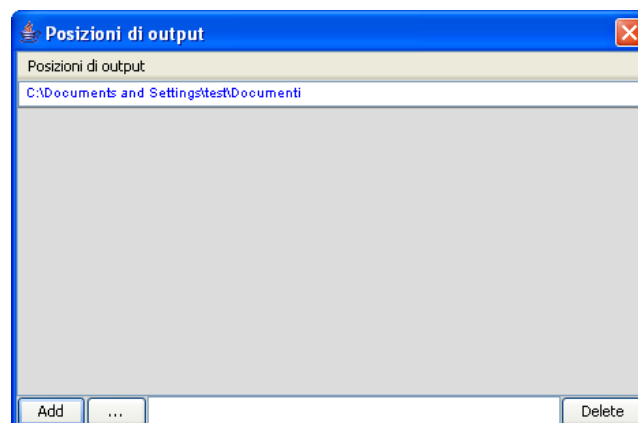 Posizioni di output
Posizioni di output
C:\Documents and Settings\test\Documenti
Add ... Delete